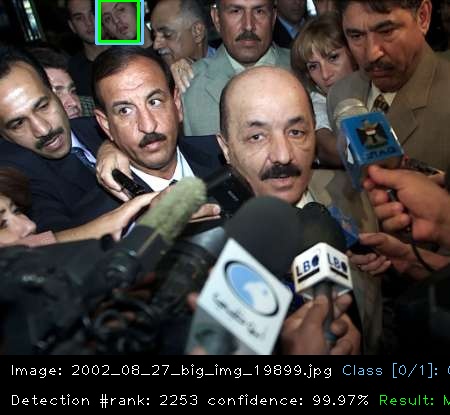 LBC
LBC
Image: 2002_08_27_big_img_19899.jpg Class [0/1]:
Detection #rank: 2253 confidence: 99.97% Result: